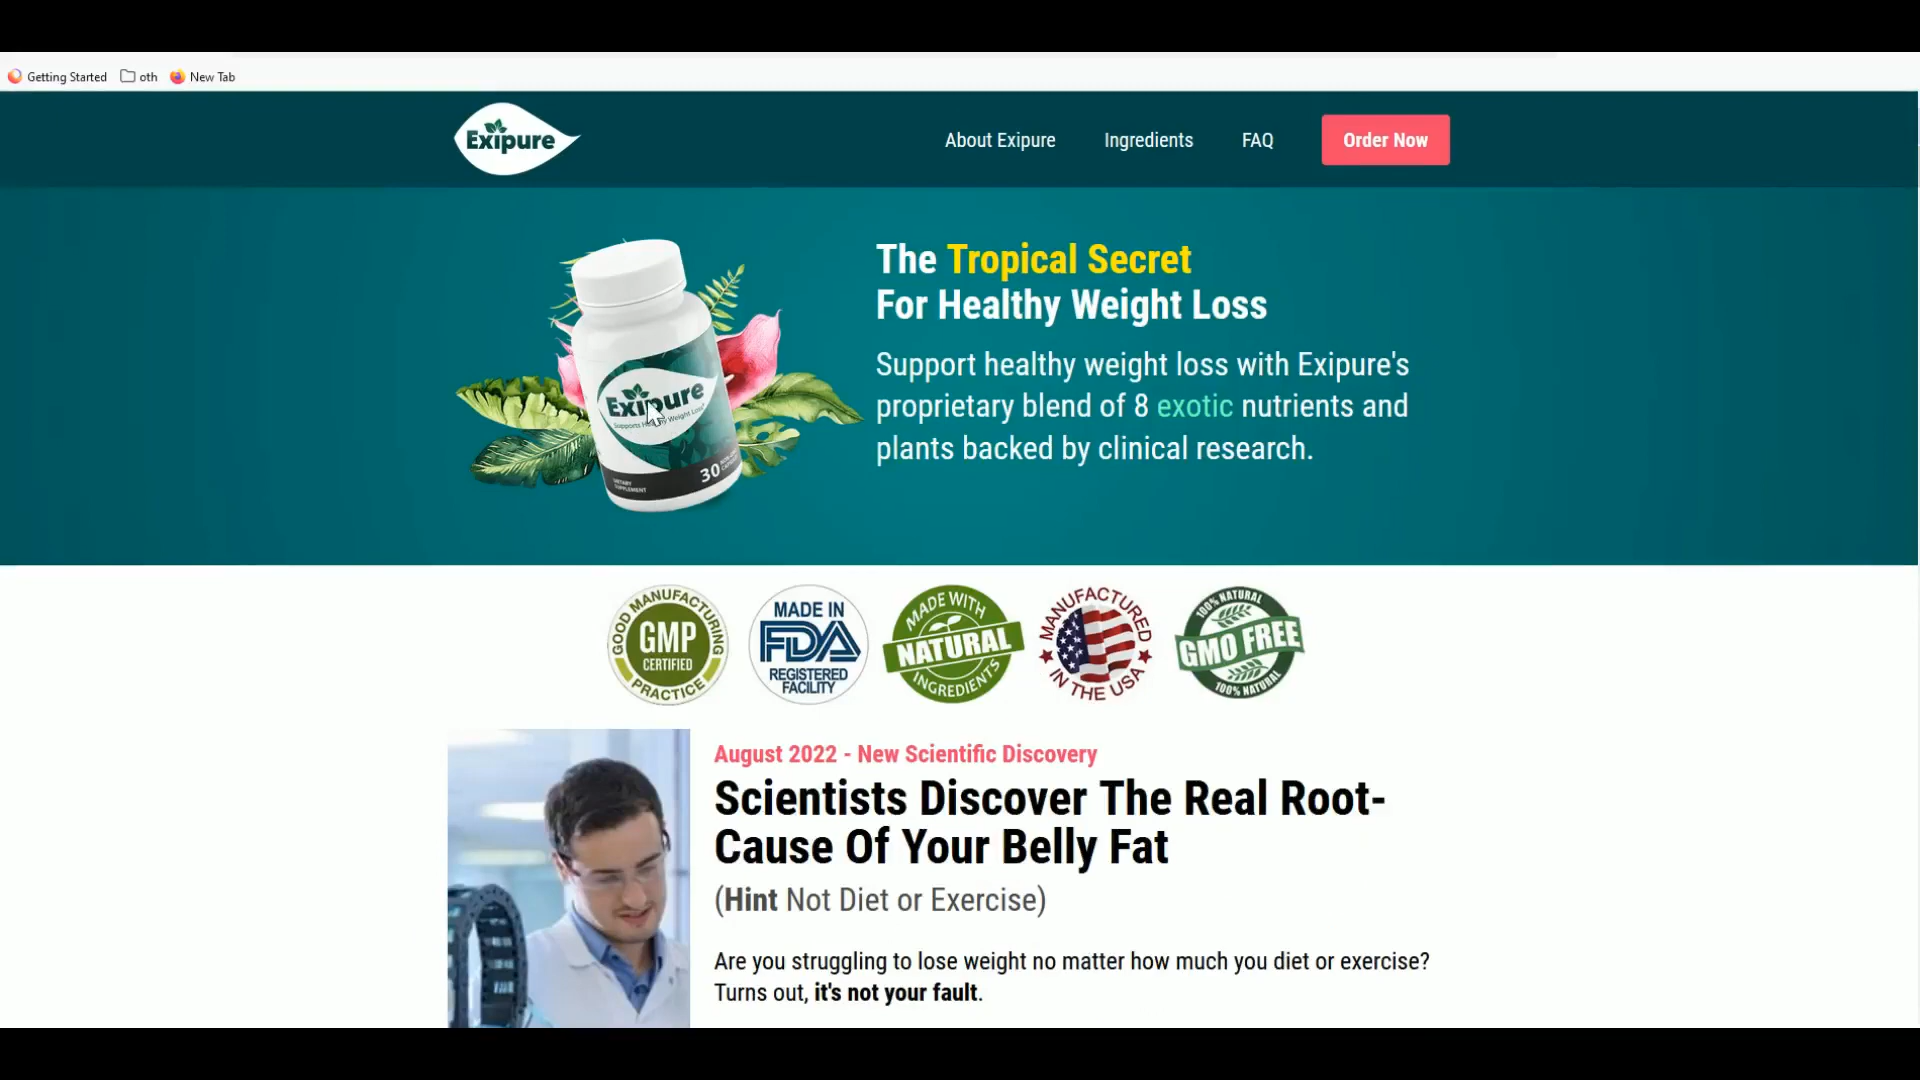 Getting Started oth New Tab
Exipure
About Exipure Ingredients FAQ Order Now
The Tropical Secret
For Healthy Weight Loss
Support healthy weight loss with Exipure's
proprietary blend of 8 exotic nutrients and
plants backed by clinical research.
Exipure
Supports Healthy Weight Loss
DIETARY
SUPPLEMENT
30
GOOD MANUFACTURING
GMP
CERTIFIED
PRACTICE
MADE IN
FDA
REGISTERED
FACILITY
MADE WITH
NATURAL
INGREDIENTS
MANUFACTURED
IN THE USA
100% NATURAL
GMO FREE
100% NATURAL
August 2022 - New Scientific Discovery
Scientists Discover The Real Root-
Cause Of Your Belly Fat
(Hint Not Diet or Exercise)
Are you struggling to lose weight no matter how much you diet or exercise?
Turns out, it's not your fault.